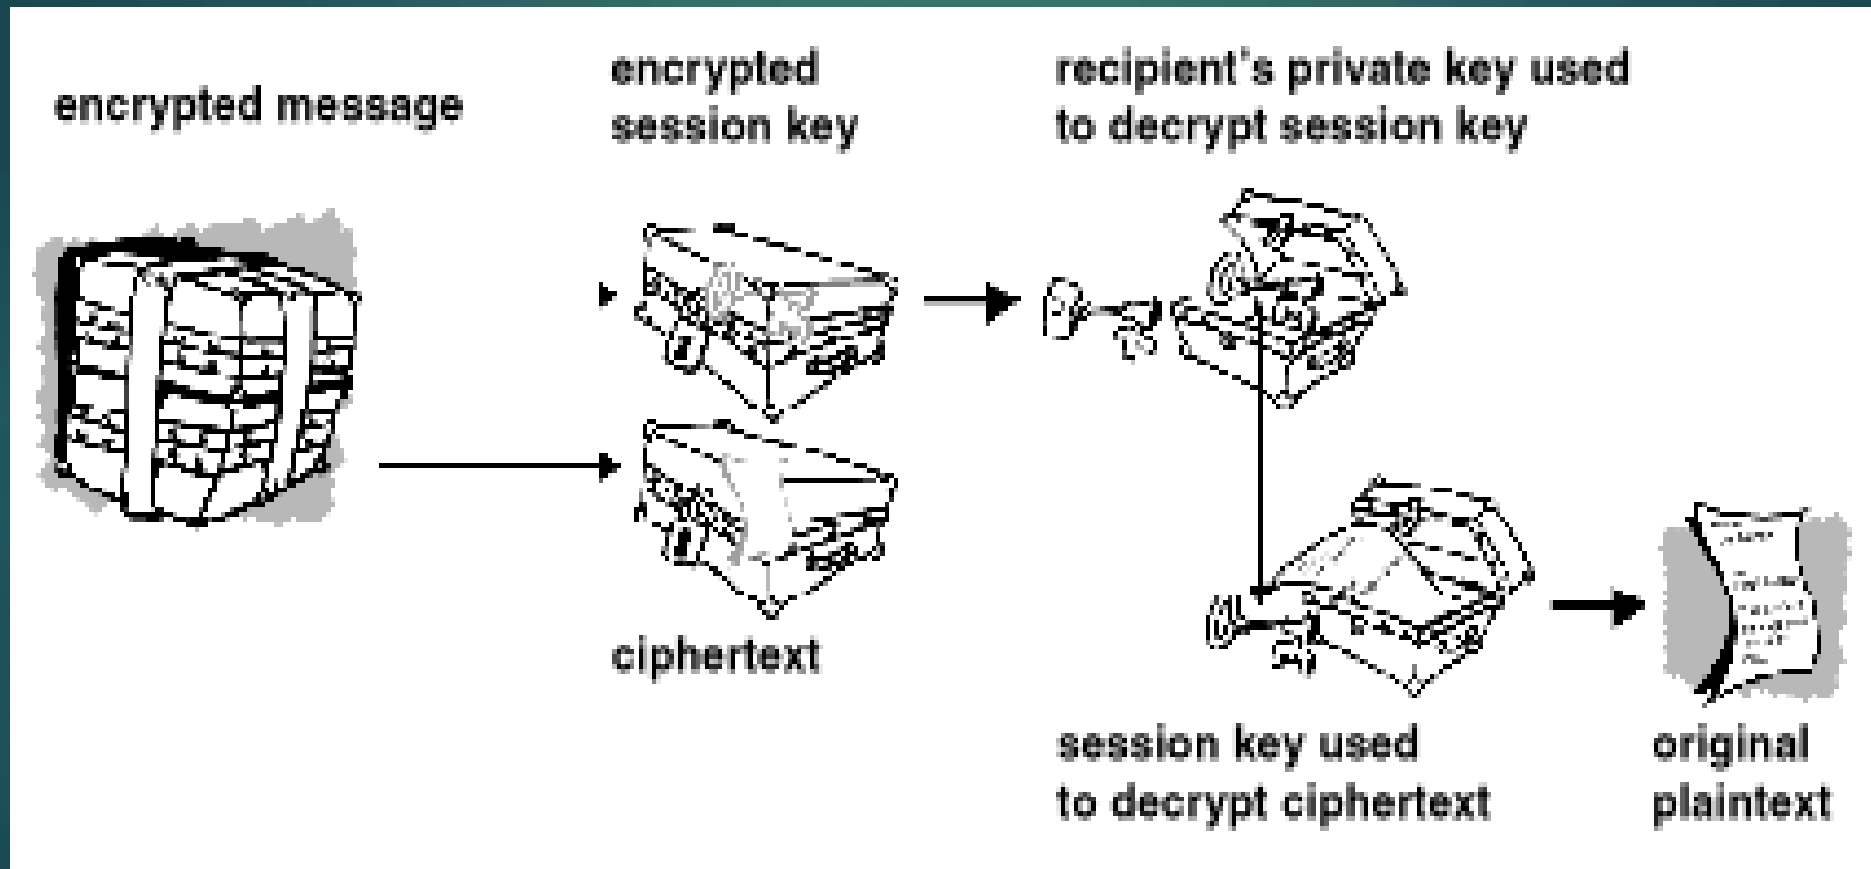 encrypted message
encrypted
session key
recipient's private key used
to decrypt session key
ciphertext
session key used
to decrypt ciphertext
original
plaintext